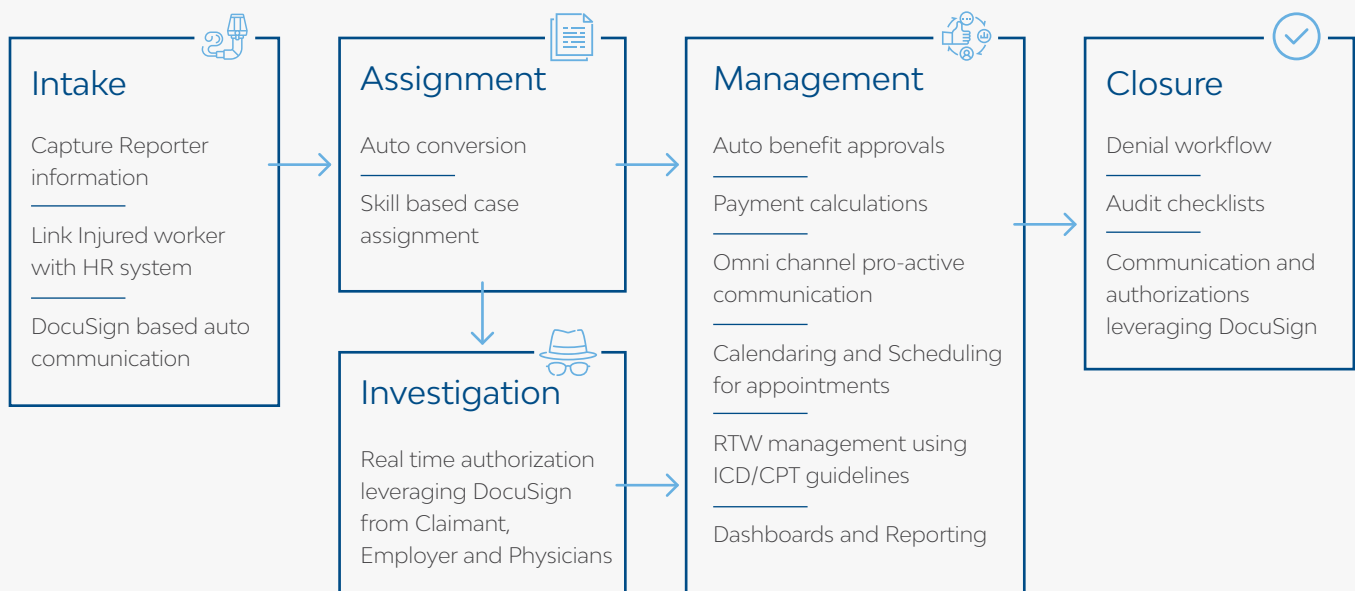 Intake
Capture Reporter
information
Link Injured worker
with HR system
DocuSign based auto
communication
Assignment
Auto conversion
Skill based case
assignment
Investigation
Real time authorization
leveraging DocuSign
from Claimant,
Employer and Physicians
Management
Auto benefit approvals
Payment calculations
Omni channel pro-active
communication
Calendaring and Scheduling
for appointments
RTW management using
ICD/CPT guidelines
Dashboards and Reporting
Closure
Denial workflow
Audit checklists
Communication and
authorizations
leveraging DocuSign